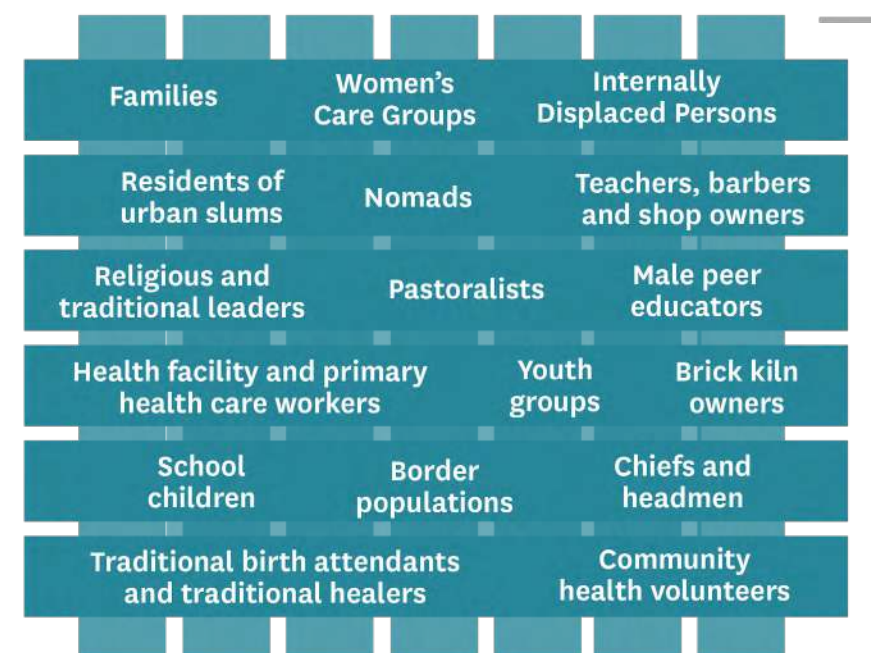 Families
Women's
Care Groups
Internally
Displaced Persons
Residents of
urban slums
Nomads
Teachers, barbers
and shop owners
Religious and
traditional leaders
Pastoralists
Male peer
educators
Health facility and primary
health care workers
Youth
groups
Brick kiln
owners
School
children
Border
populations
Chiefs and
headmen
Traditional birth attendants
and traditional healers
Community
health volunteers